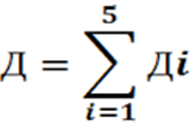 Д = ∑_{i=1}^{5} Дi